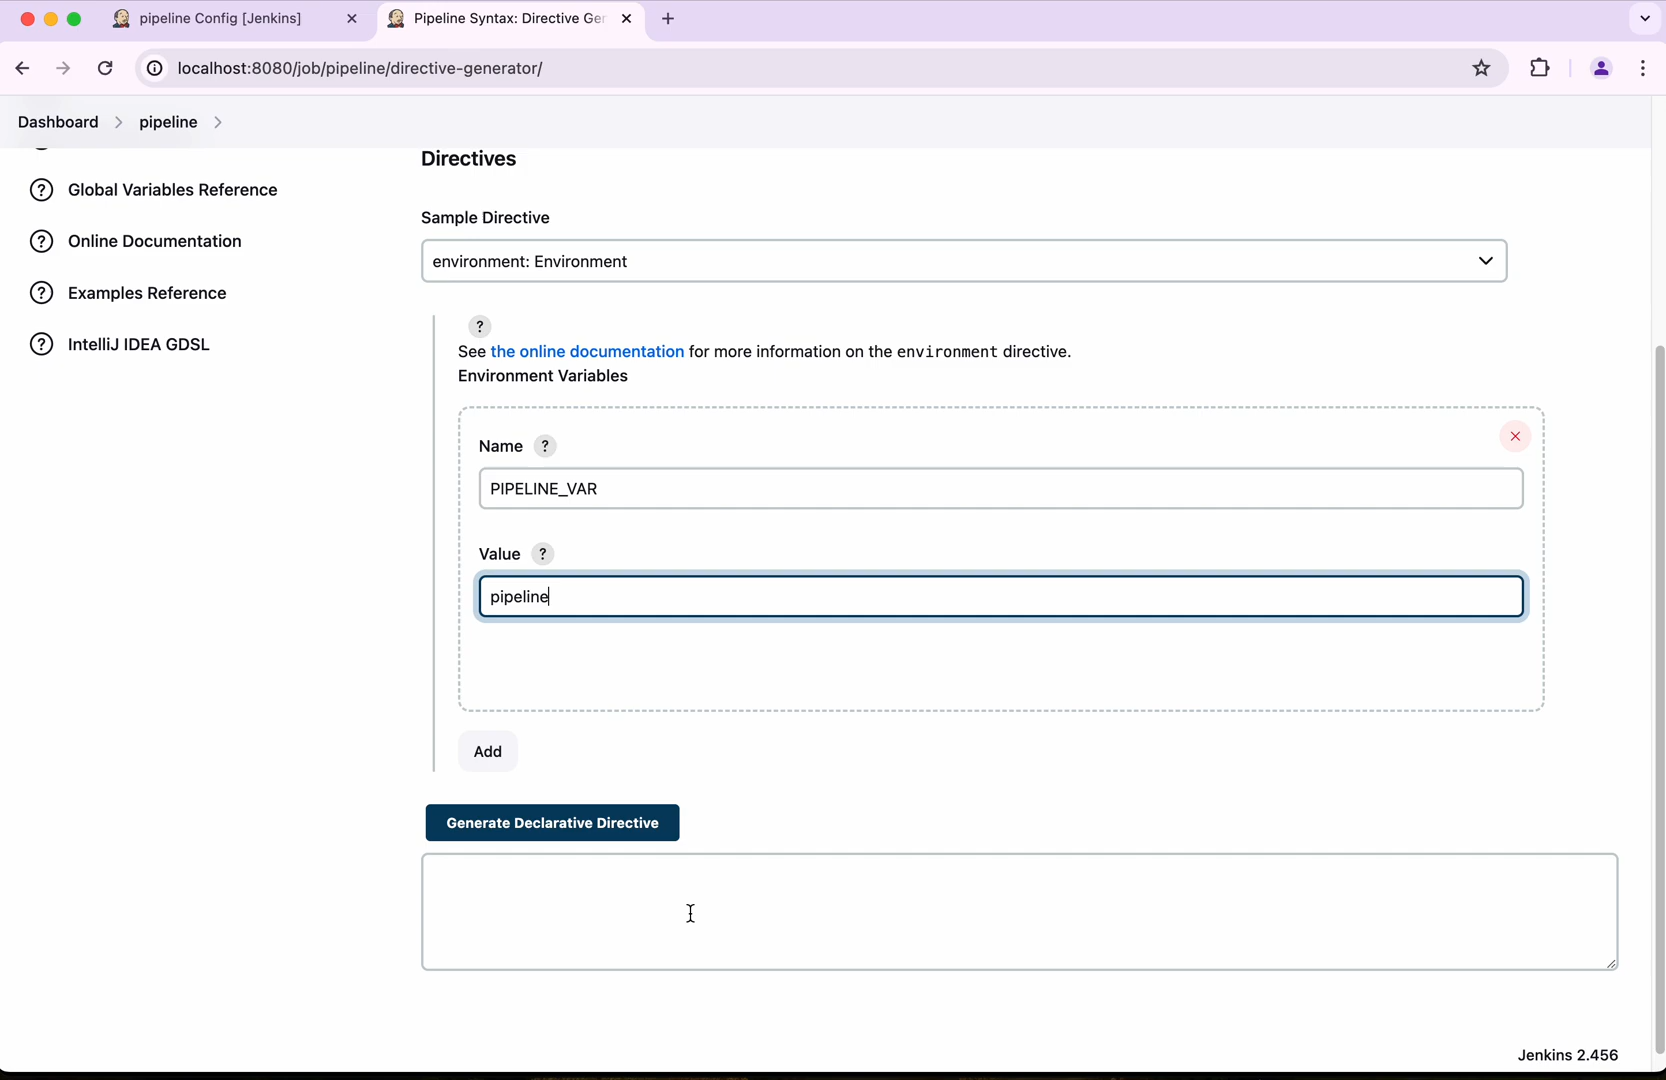 pipeline Config [Jenkins]
Pipeline Syntax: Directive Ger
localhost:8080/job/pipeline/directive-generator/
Dashboard
pipeline
Directives
Global Variables Reference
Sample Directive
Online Documentation
environment: Environment
Examples Reference
IntelliJ IDEA GDSL
?
See the online documentation for more information on the environment directive.
Environment Variables
Name ?
PIPELINE_VAR
Value ?
pipeline
Add
Generate Declarative Directive
Jenkins 2.456